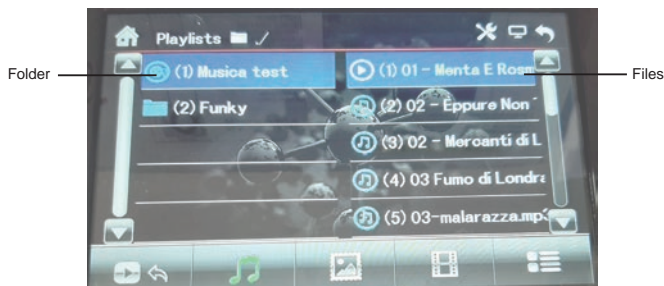 Playlists
Folder
Files
(1) Musica test
(1) 01 - Menta E Rosm
(2) Funky
(2) 02 - Eppure Non
(3) 02 - Mercanti di L
(4) 03 Fumo di Londra
(5) 03-malarazza.mp3